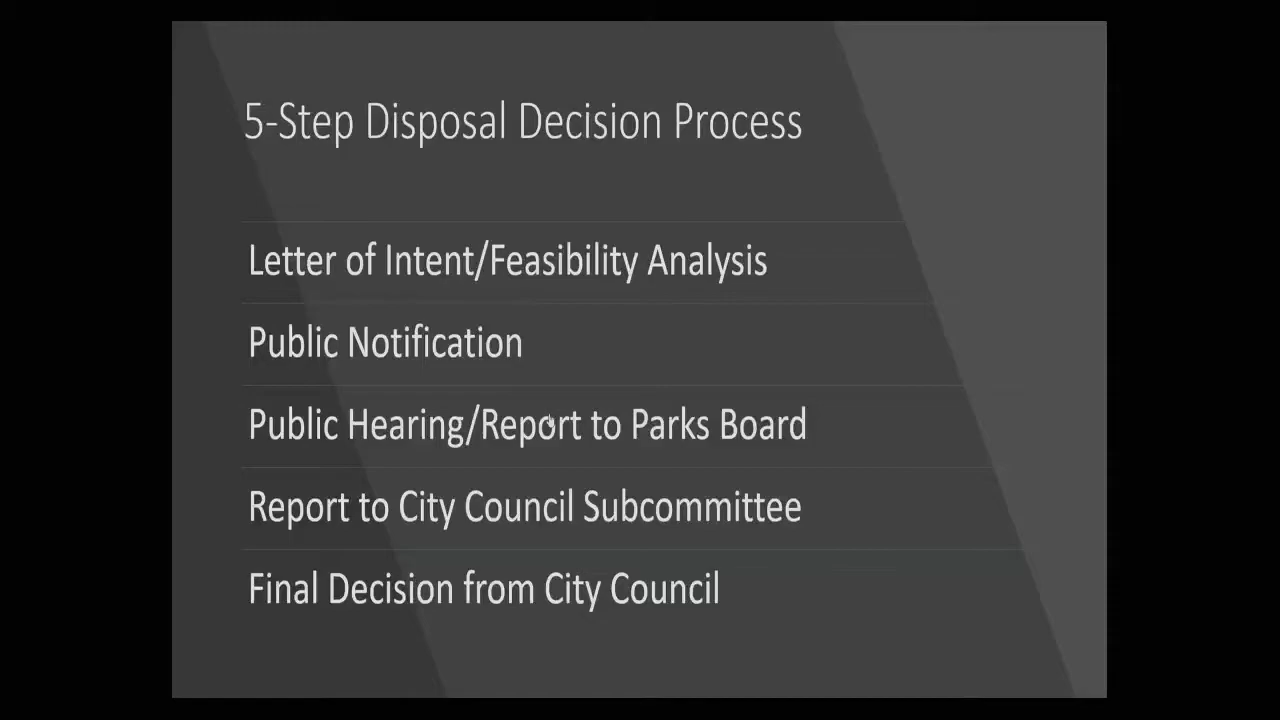 5-Step Disposal Decision Process
Letter of Intent/Feasibility Analysis
Public Notification
Public Hearing/Report to Parks Board
Report to City Council Subcommittee
Final Decision from City Council